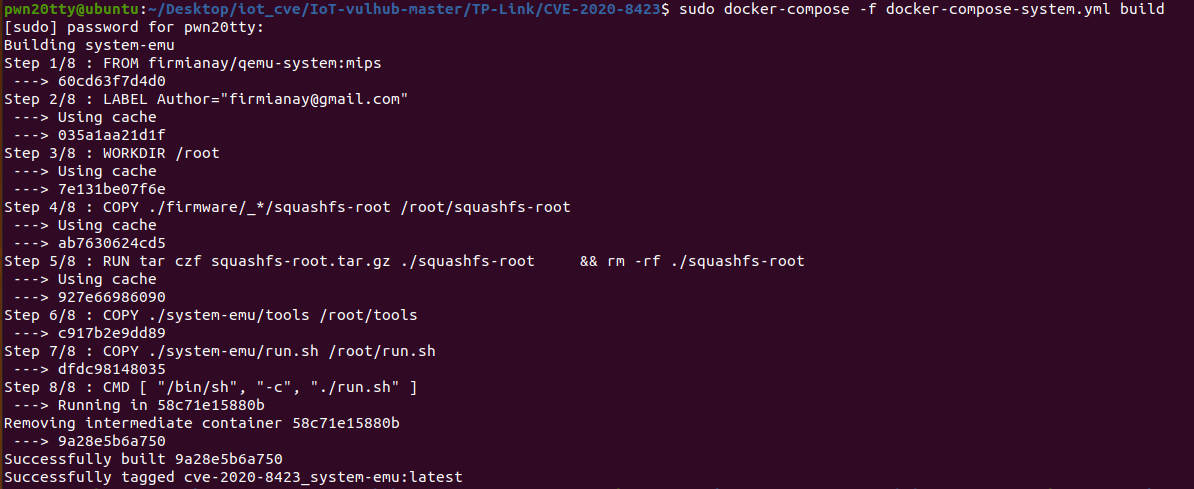 pwn20tty@ubuntu:~/Desktop/iot_cve/IoT-vulhub-master/TP-Link/CVE-2020-8423$ sudo docker-compose -f docker-compose-system.yml build
[sudo] password for pwn20tty:
Building system-emu
Step 1/8 : FROM firmianay/qemu-system:mips
 ---> 60cd63f7d4d0
Step 2/8 : LABEL Author="firmianay@gmail.com"
 ---> Using cache
 ---> 035a1aa21d1f
Step 3/8 : WORKDIR /root
 ---> Using cache
 ---> 7e131be07f6e
Step 4/8 : COPY ./firmware/_*/squashfs-root /root/squashfs-root
 ---> Using cache
 ---> ab7630624cd5
Step 5/8 : RUN tar czf squashfs-root.tar.gz ./squashfs-root     && rm -rf ./squashfs-root
 ---> Using cache
 ---> 927e66986090
Step 6/8 : COPY ./system-emu/tools /root/tools
 ---> c917b2e9dd89
Step 7/8 : COPY ./system-emu/run.sh /root/run.sh
 ---> dfdc98148035
Step 8/8 : CMD [ "/bin/sh", "-c", "./run.sh" ]
 ---> Running in 58c71e15880b
Removing intermediate container 58c71e15880b
 ---> 9a28e5b6a750
Successfully built 9a28e5b6a750
Successfully tagged cve-2020-8423_system-emu:latest